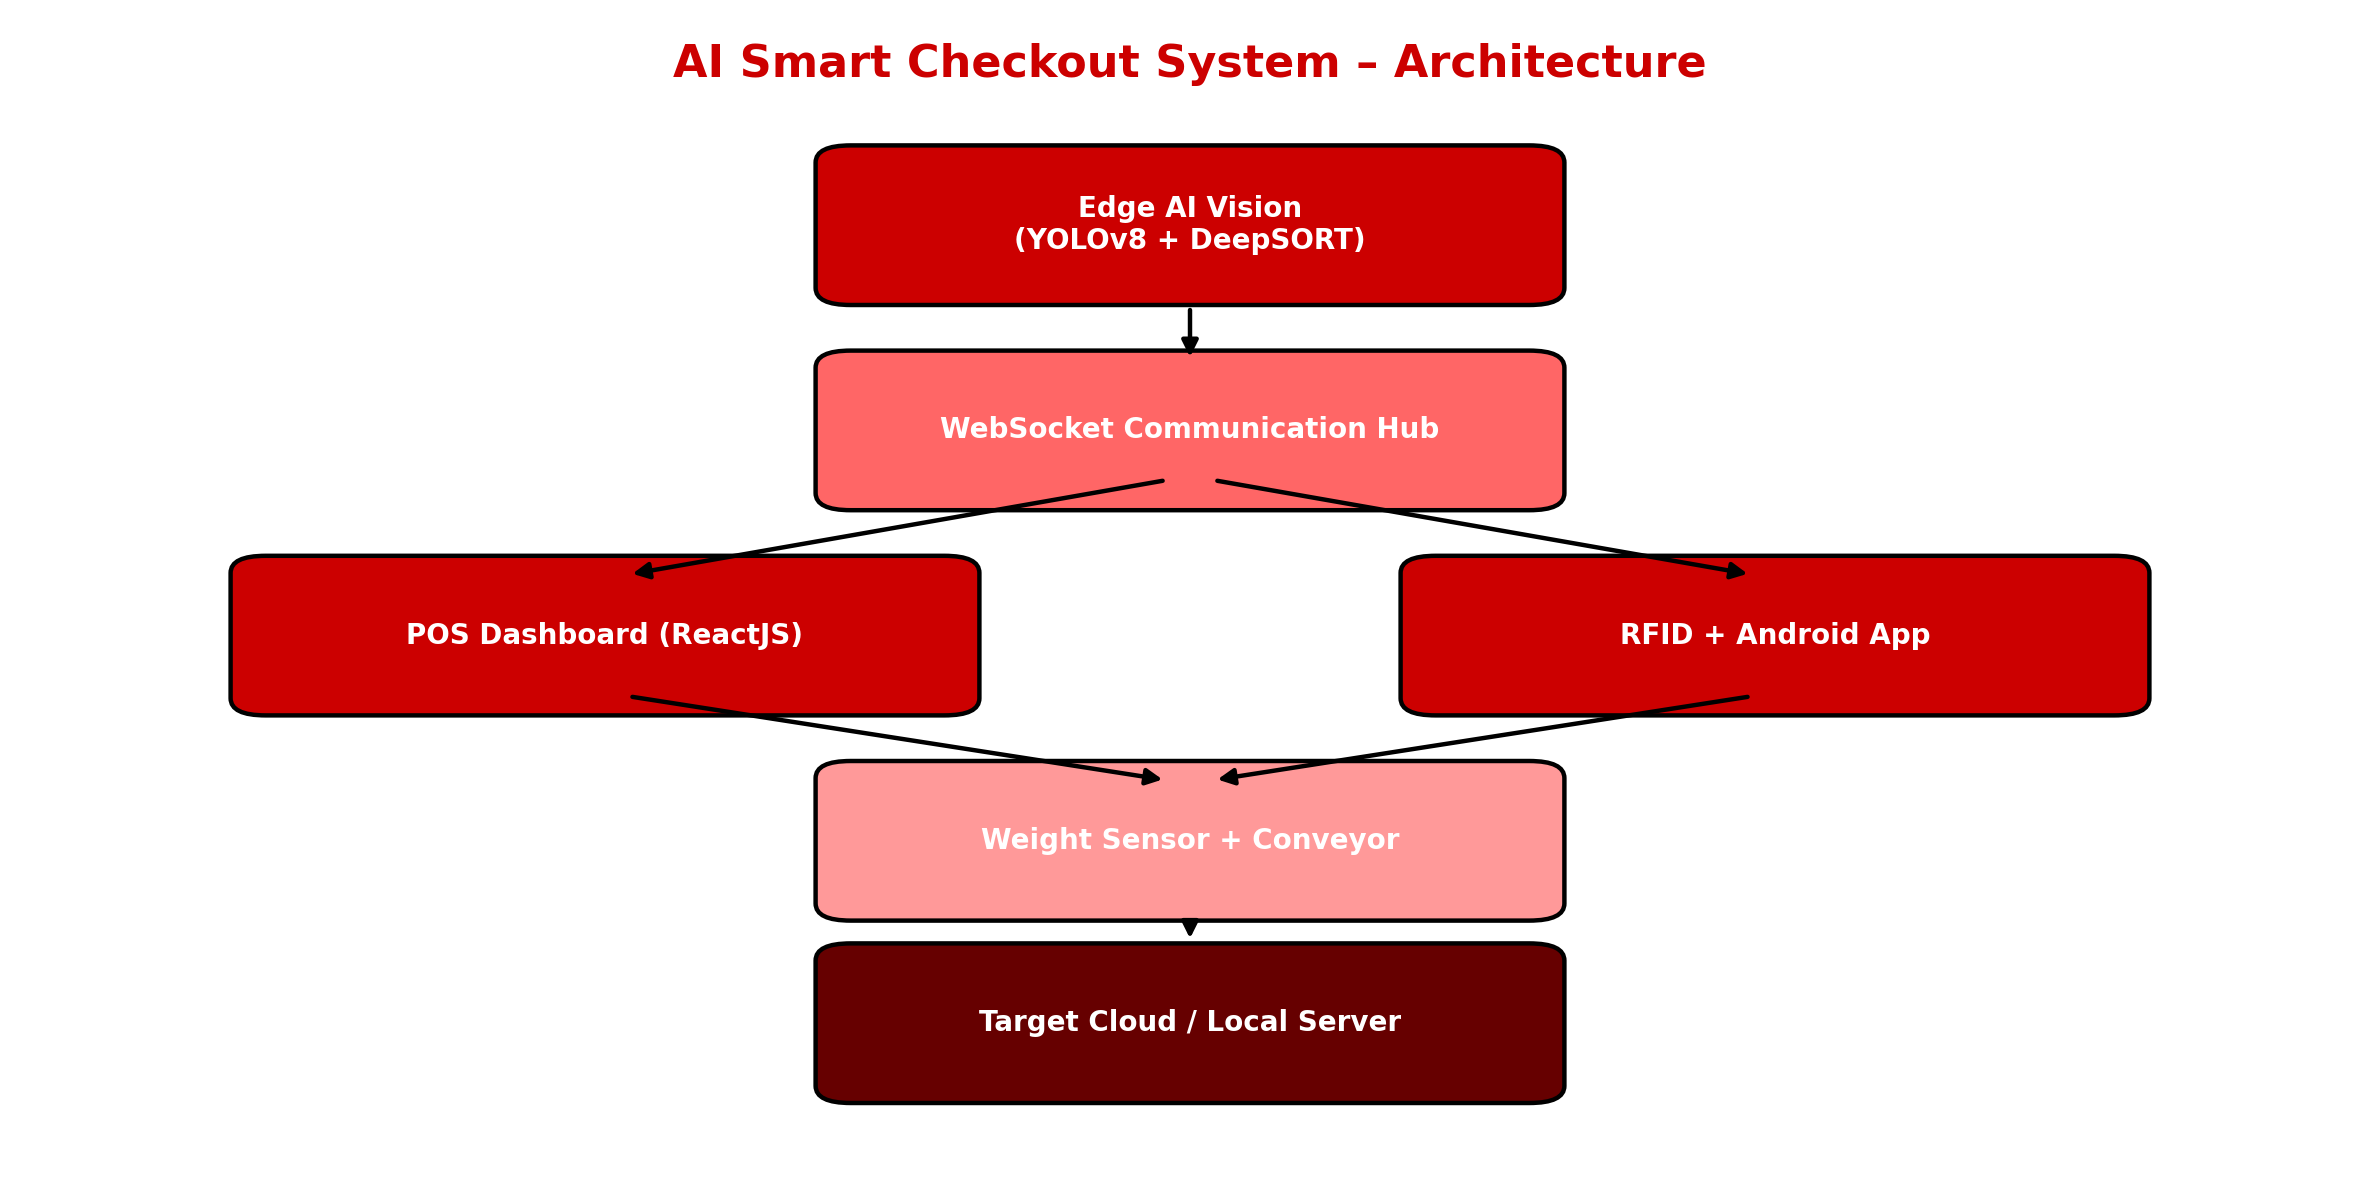 AI Smart Checkout System – Architecture
Edge AI Vision
(YOLOv8 + DeepSORT)
WebSocket Communication Hub
POS Dashboard (ReactJS)
RFID + Android App
Weight Sensor + Conveyor
Target Cloud / Local Server